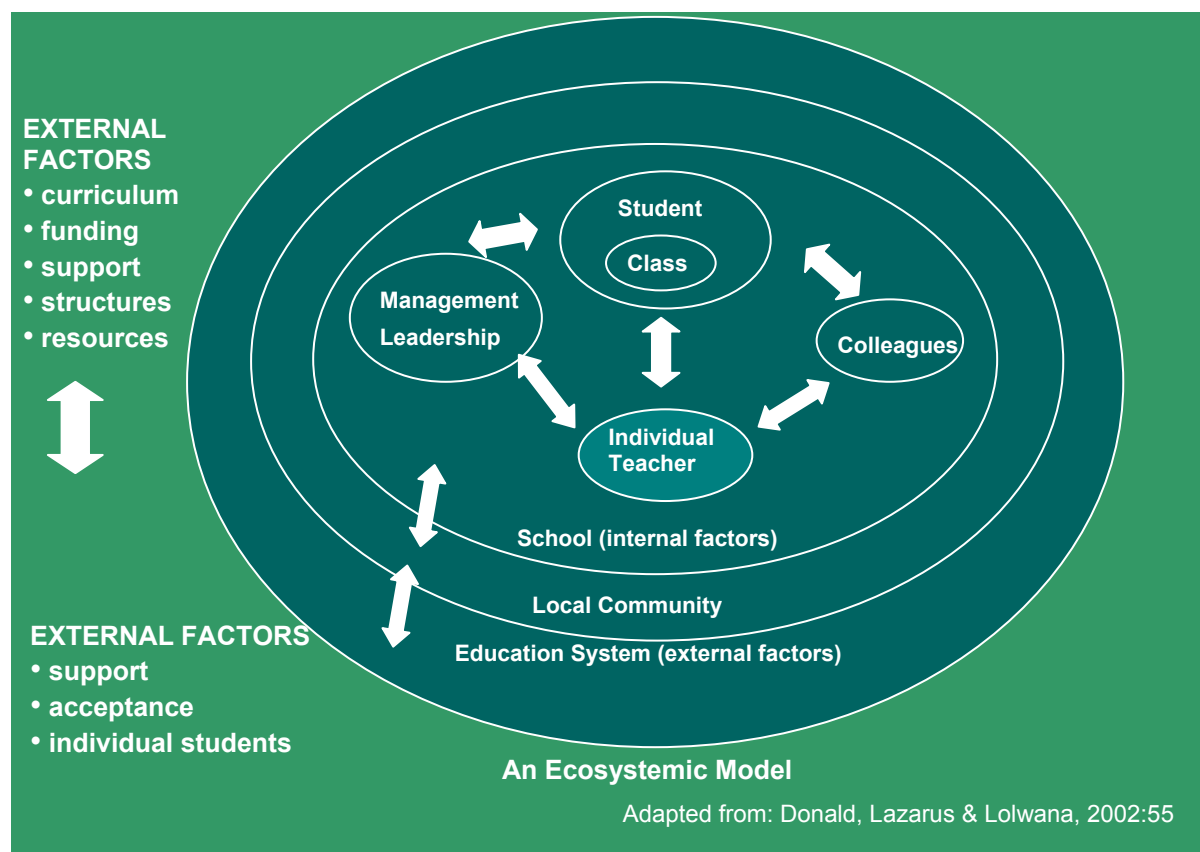 EXTERNAL
FACTORS
• curriculum
• funding
• support
• structures
• resources
EXTERNAL FACTORS
• support
• acceptance
• individual students
Student
Class
Management
Leadership
Colleagues
Individual
Teacher
School (internal factors)
Local Community
Education System (external factors)
An Ecosystemic Model
Adapted from: Donald, Lazarus & Lolwana, 2002:55